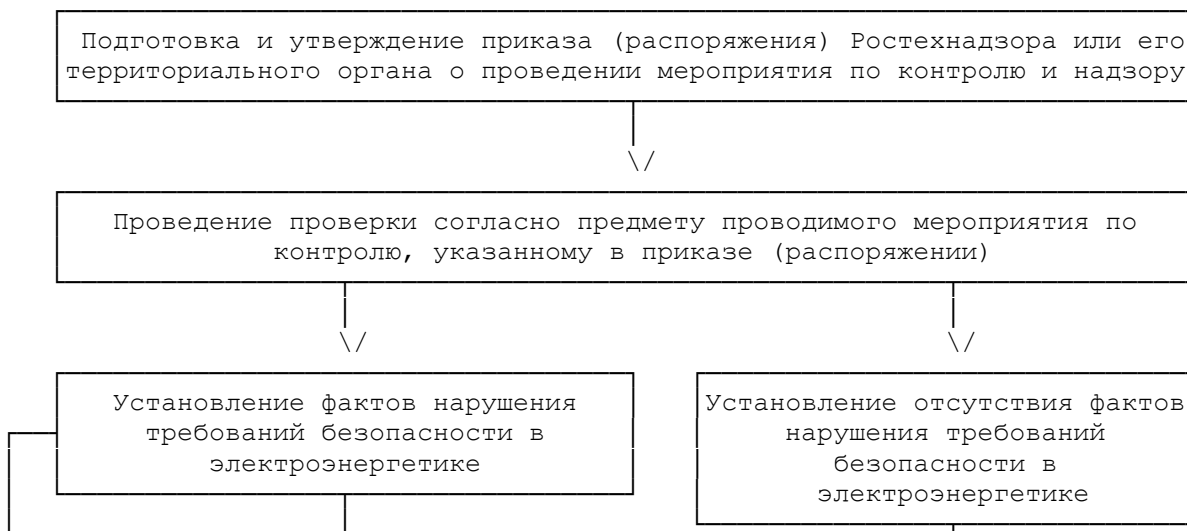 Подготовка и утверждение приказа (распоряжения) Ростехнадзора или его
территориального органа о проведении мероприятия по контролю и надзору
\/
Проведение проверки согласно предмету проводимого мероприятия по
контролю, указанному в приказе (распоряжении)
\/
\/
Установление фактов нарушения
требований безопасности в
электроэнергетике
Установление отсутствия фактов
нарушения требований
безопасности в
электроэнергетике